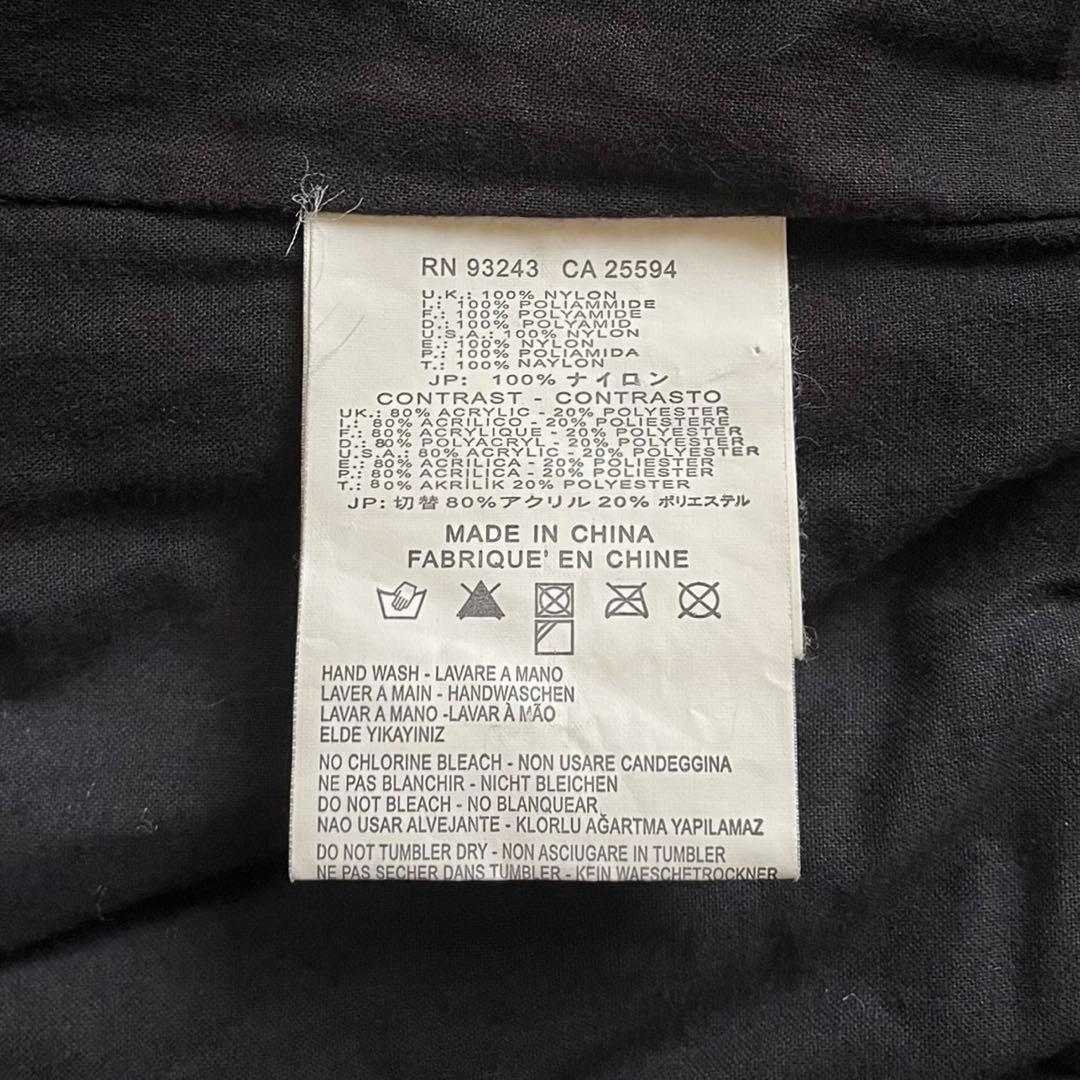 RN 93243 CA 25594
U.K.: 100% NYLON
I.: 100% POLIAMMIDE
F.: 100% POLYAMIDE
D.: 100% POLYAMID
U.S.A.: 100% NYLON
E.: 100% NYLON
P.: 100% POLIAMIDA
T.: 100% NAYLON
JP: 100% ナイロン
CONTRAST - CONTRASTO
UK.: 80% ACRYLIC - 20% POLYESTER
I.: 80% ACRILICO - 20% POLIESTERE
F.: 80% ACRYLIQUE - 20% POLYESTER
D.: 80% POLYACRYL - 20% POLYESTER
U.S.A.: 80% ACRYLIC - 20% POLYESTER
E.: 80% ACRILICA - 20% POLIESTER
P.: 80% ACRILICA - 20% POLIESTER
T.: 80% AKRİLİK 20% POLYESTER
JP: 切替 80% アクリル 20% ポリエステル
MADE IN CHINA
FABRIQUE' EN CHINE
HAND WASH - LAVARE A MANO
LAVER A MAIN - HANDWASCHEN
LAVAR A MANO -LAVAR À MÃO
ELDE YIKAYINIZ
NO CHLORINE BLEACH - NON USARE CANDEGGINA
NE PAS BLANCHIR - NICHT BLEICHEN
DO NOT BLEACH - NO BLANQUEAR
NAO USAR ALVEJANTE - KLORLU AĞARTMA YAPILAMAZ
DO NOT TUMBLER DRY - NON ASCIUGARE IN TUMBLER
NE PAS SECHER DANS TUMBLER - KEIN WAESCHETROCKNER